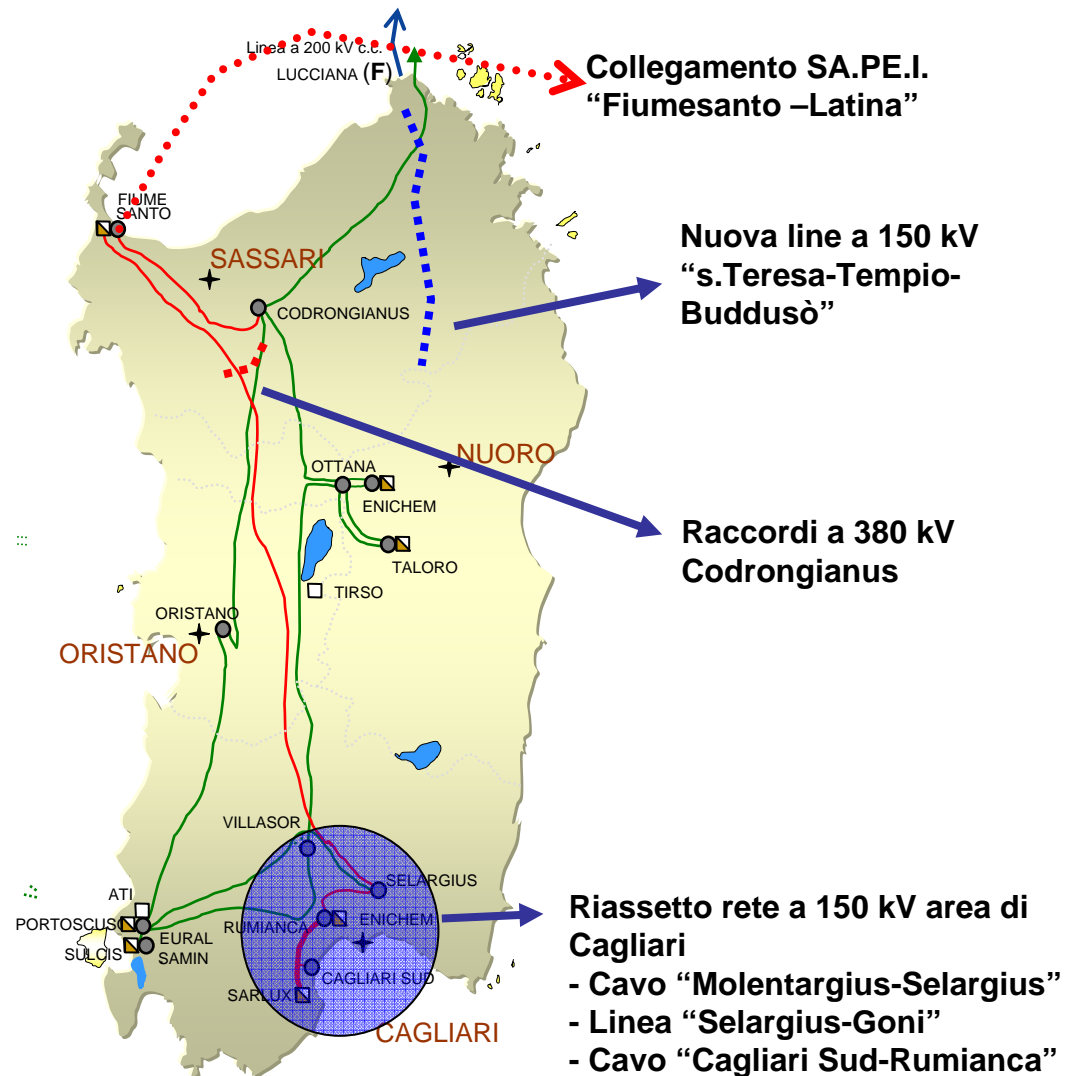 Linea a 200 kV c.c.
LUCCIANA (F)
Collegamento SA.PE.I.
“Fiumesanto –Latina”
FIUME
SANTO
SASSARI
CODRONGIANUS
Nuova line a 150 kV
“s.Teresa-Tempio-
Buddusò”
NUORO
OTTANA
ENICHEM
TALORO
TIRSO
Raccordi a 380 kV
Codrongianus
ORISTANO
ORISTANO
VILLASOR
SELARGIUS
ATI
PORTOSCUSO
EURAL
SULCIS
SAMIN
RUMIANCA
ENICHEM
CAGLIARI SUD
SARLUX
CAGLIARI
Riassetto rete a 150 kV area di
Cagliari
- Cavo “Molentargius-Selargius”
- Linea “Selargius-Goni”
- Cavo “Cagliari Sud-Rumianca”